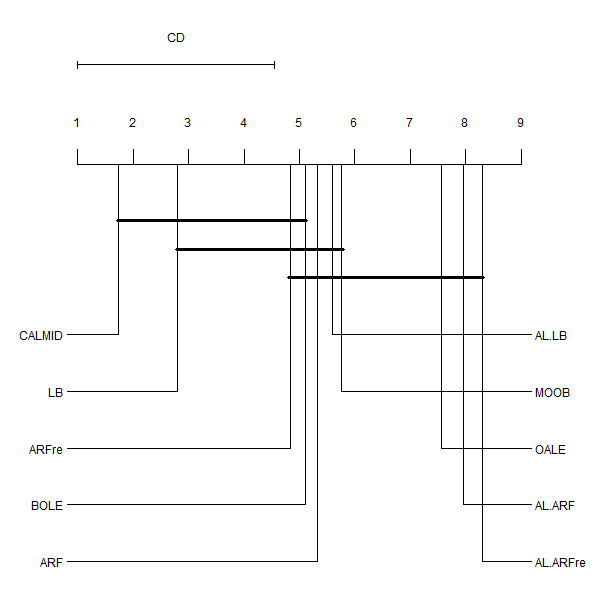 CD
1 2 3 4 5 6 7 8 9
CALMID AL.LB
LB MOOB
ARFre OALE
BOLE AL.ARF
ARF AL.ARFre